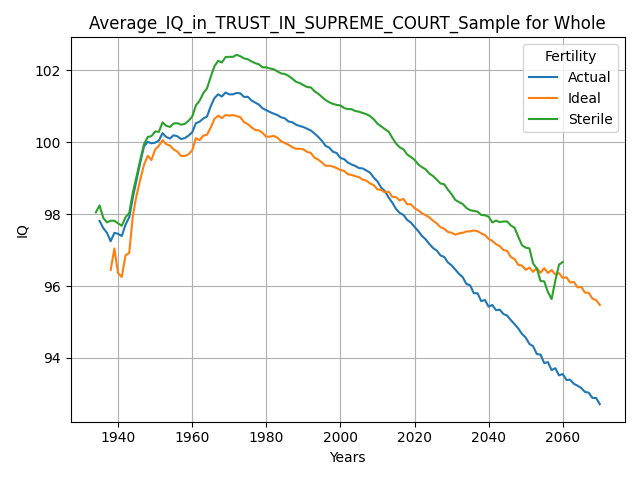 Average_IQ_in_TRUST_IN_SUPREME_COURT_Sample for Whole
Fertility
Actual
Ideal
Sterile
IQ
102
100
98
96
94
1940
1960
1980
2000
2020
2040
2060
Years